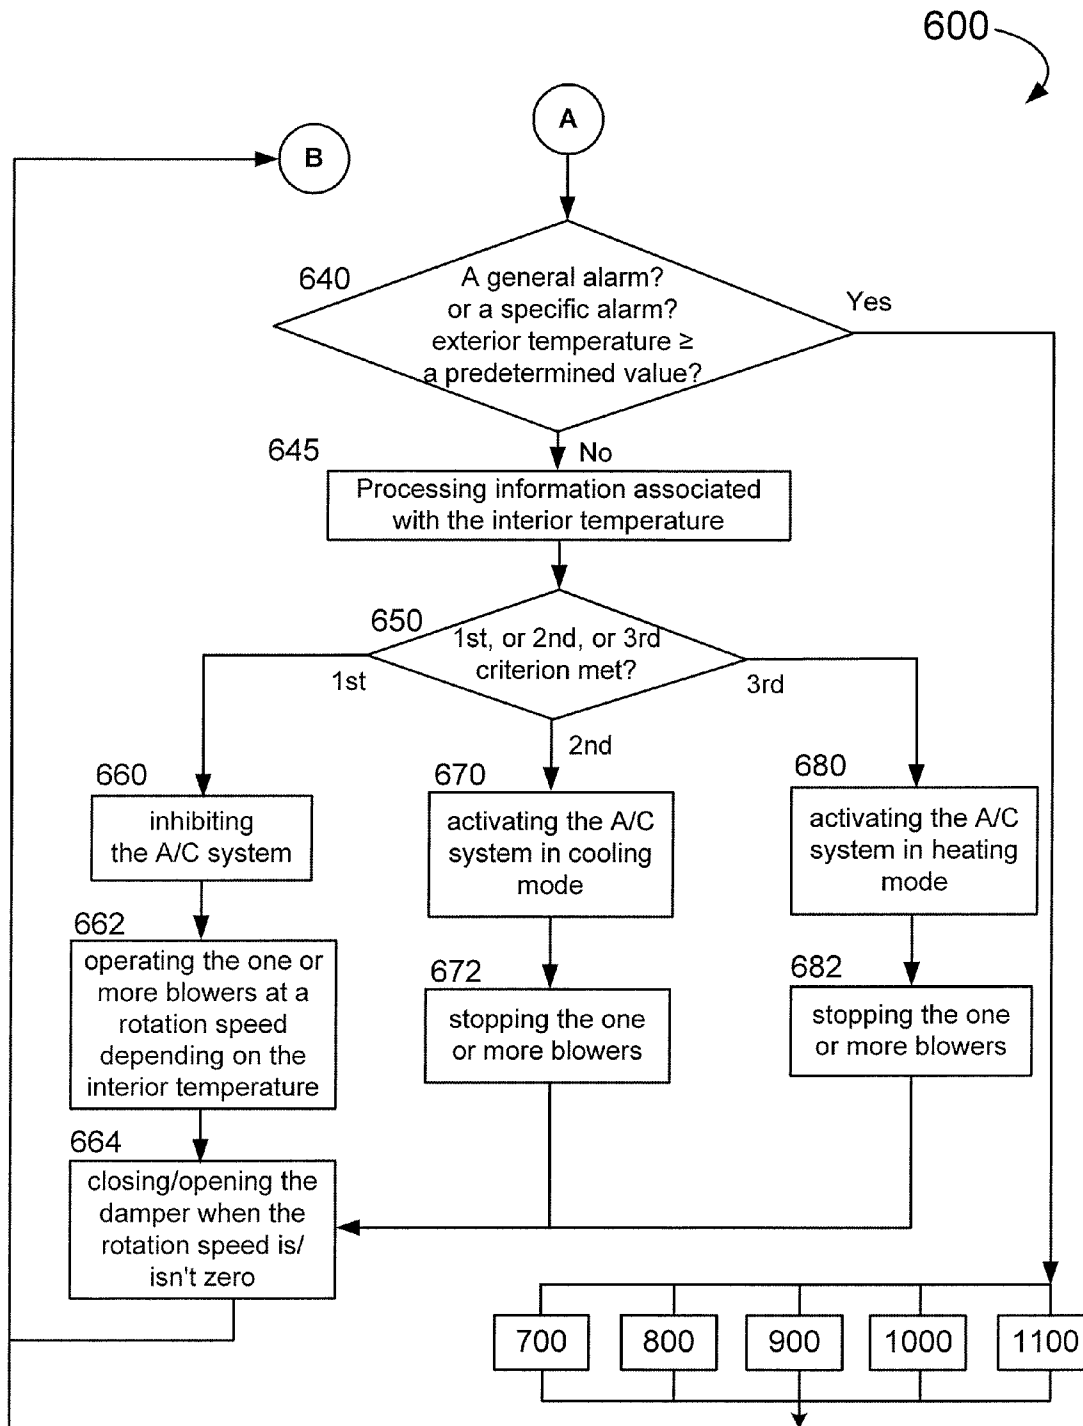 600
A
B
640
A general alarm?
or a specific alarm?
exterior temperature ≥
a predetermined value?
Yes
645
No
Processing information associated
with the interior temperature
650
1st, or 2nd, or 3rd
criterion met?
1st
3rd
2nd
660
inhibiting
the A/C system
670
activating the A/C
system in cooling
mode
680
activating the A/C
system in heating
mode
662
operating the one or
more blowers at a
rotation speed
depending on the
interior temperature
672
stopping the one
or more blowers
682
stopping the one
or more blowers
664
closing/opening the
damper when the
rotation speed is/
isn't zero
700
800
900
1000
1100